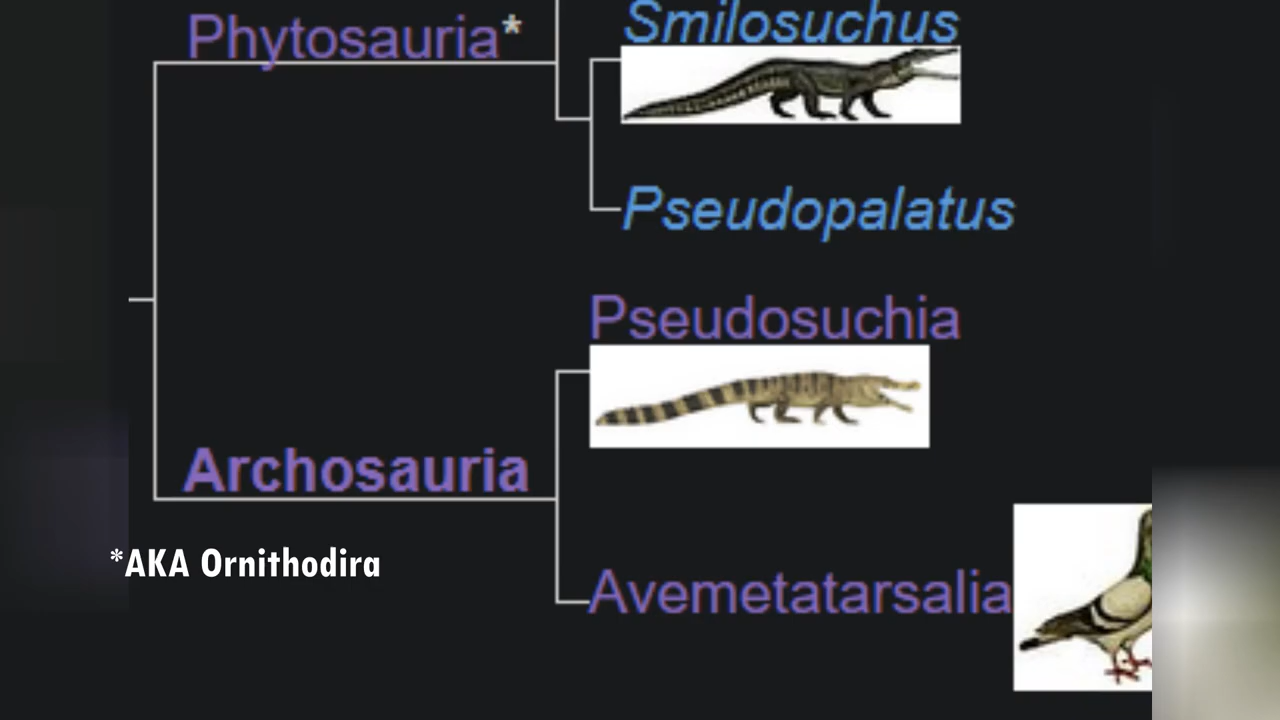 Phytosauria*
Smilosuchus
Pseudopalatus
Pseudosuchia
Archosauria
*AKA Ornithodira
Avemetatarsalia